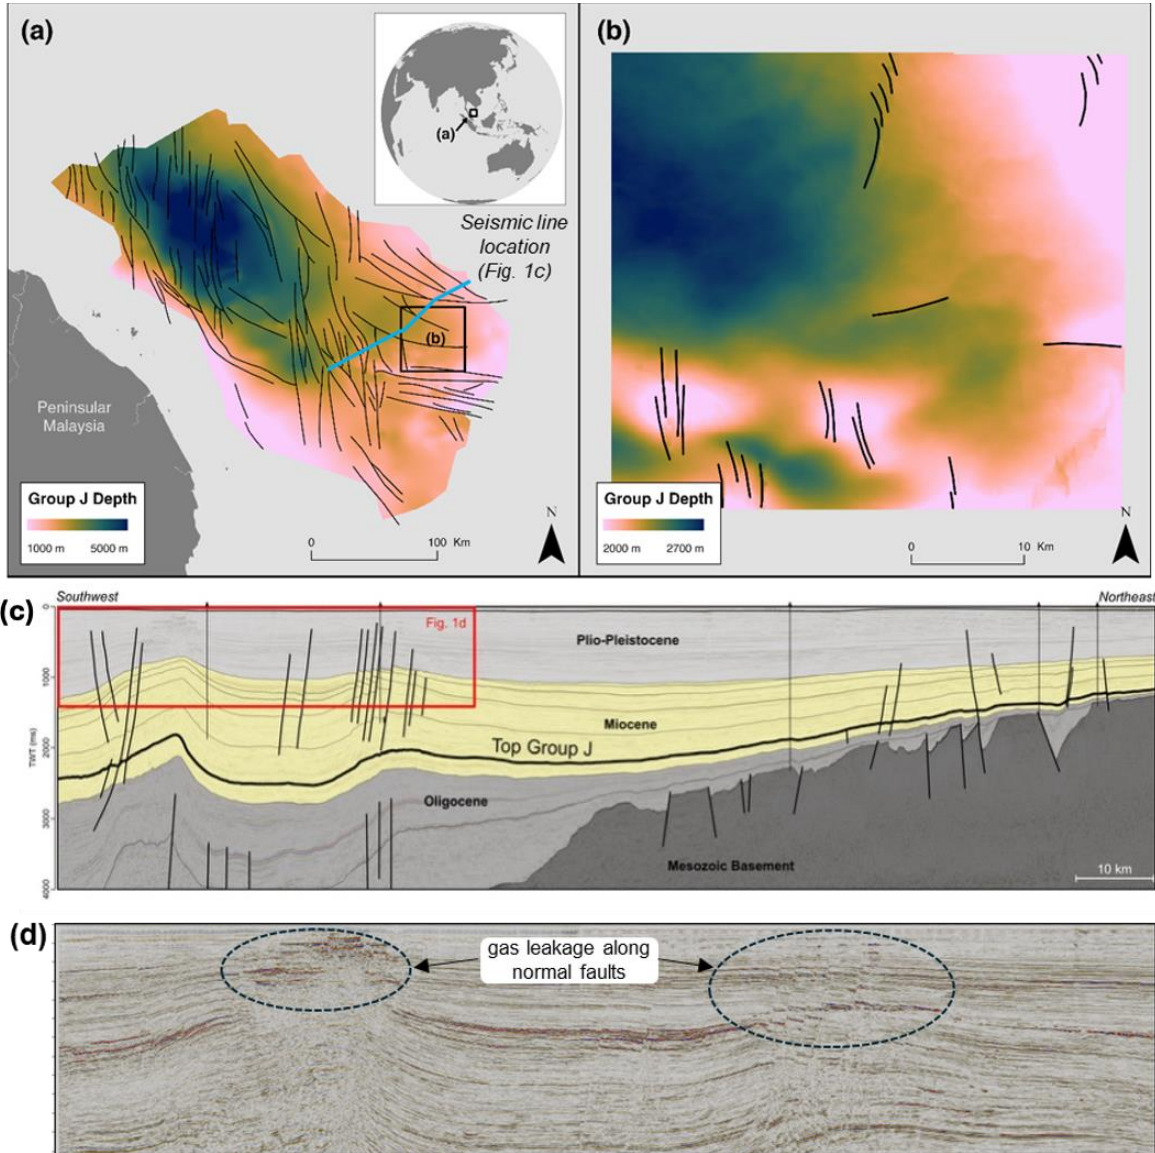 (a)
(a)
Seismic line
location
(Fig. 1c)
(b)
Peninsular
Malaysia
Group J Depth
1000 m 5000 m
0 100 Km
N
(b)
Group J Depth
2000 m 2700 m
0 10 Km
N
(c)
Southwest
Northeast
Fig. 1d
Plio-Pleistocene
Miocene
Top Group J
Oligocene
Mesozoic Basement
10 km
TWT (ms)
0
1000
2000
3000
4000
(d)
gas leakage along
normal faults